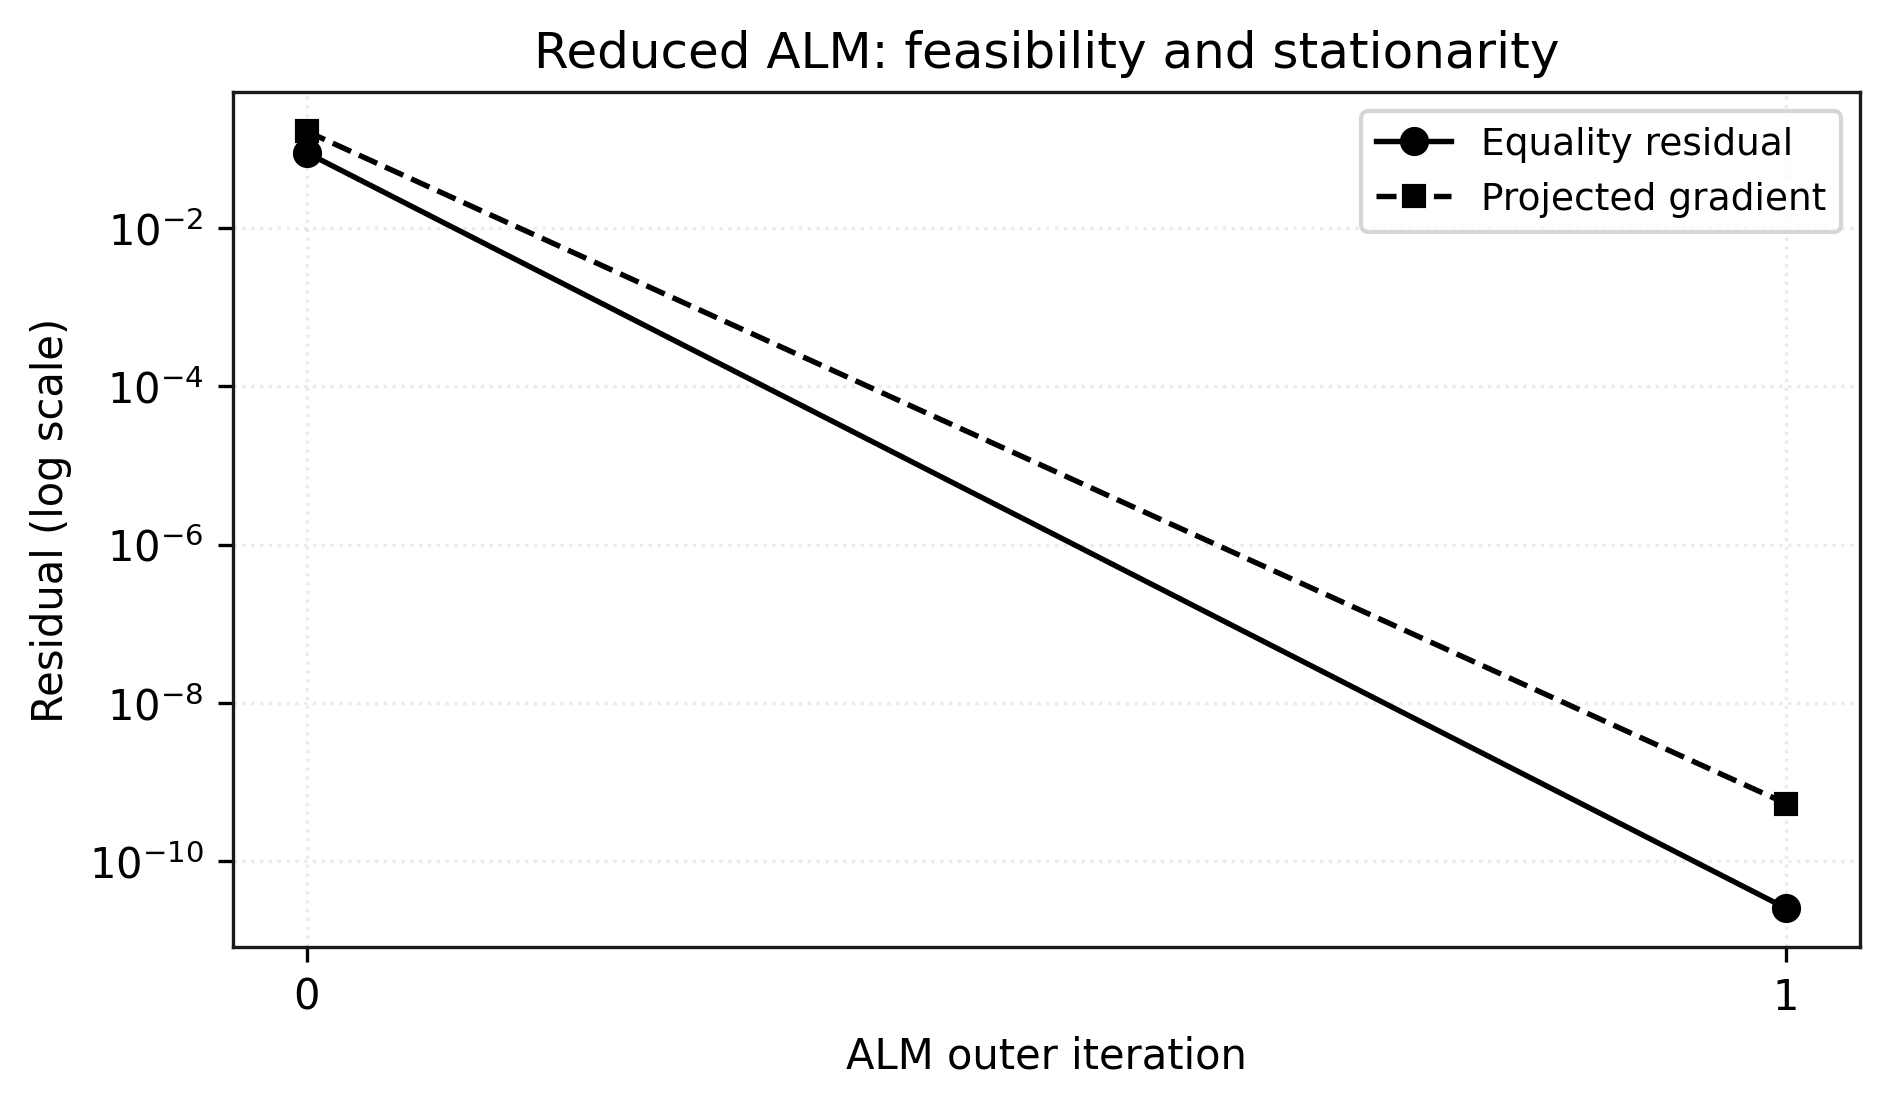 Reduced ALM: feasibility and stationarity
Equality residual
Projected gradient
Residual (log scale)
10⁻²
10⁻⁴
10⁻⁶
10⁻⁸
10⁻¹⁰
0 1
ALM outer iteration